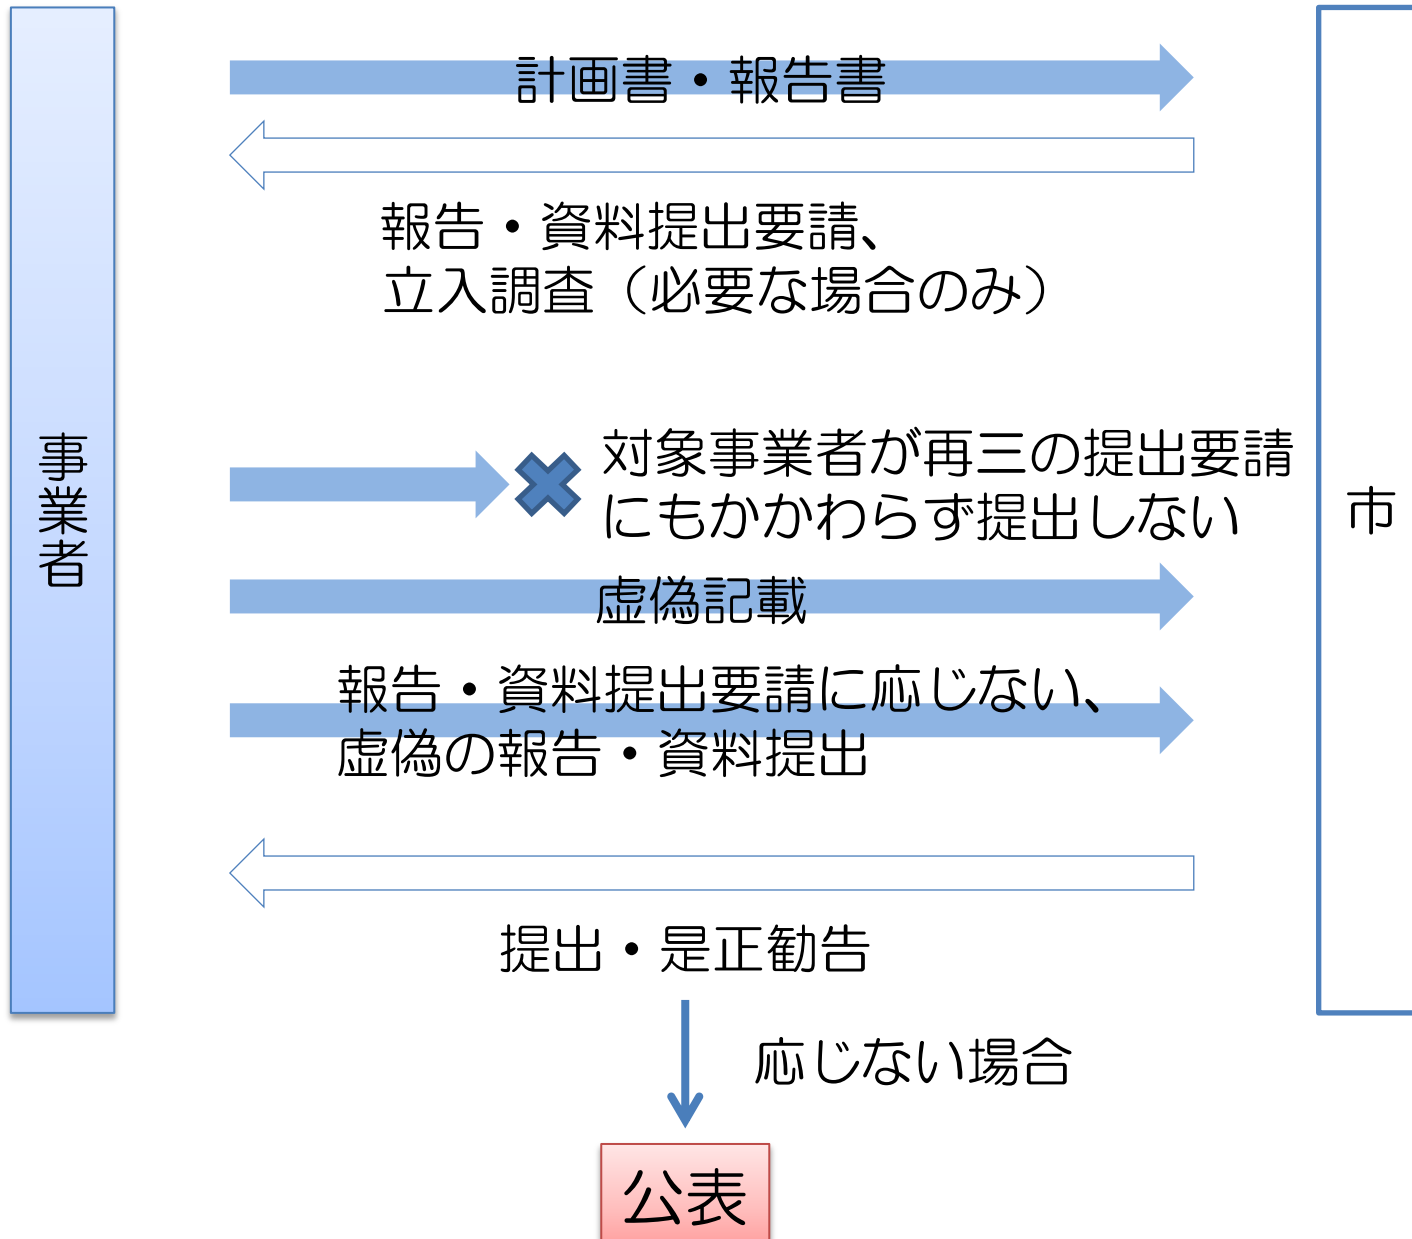 計画書・報告書
報告・資料提出要請、
立入調査（必要な場合のみ）
事業者
対象事業者が再三の提出要請
にもかかわらず提出しない
市
虚偽記載
報告・資料提出要請に応じない、
虚偽の報告・資料提出
提出・是正勧告
応じない場合
公表